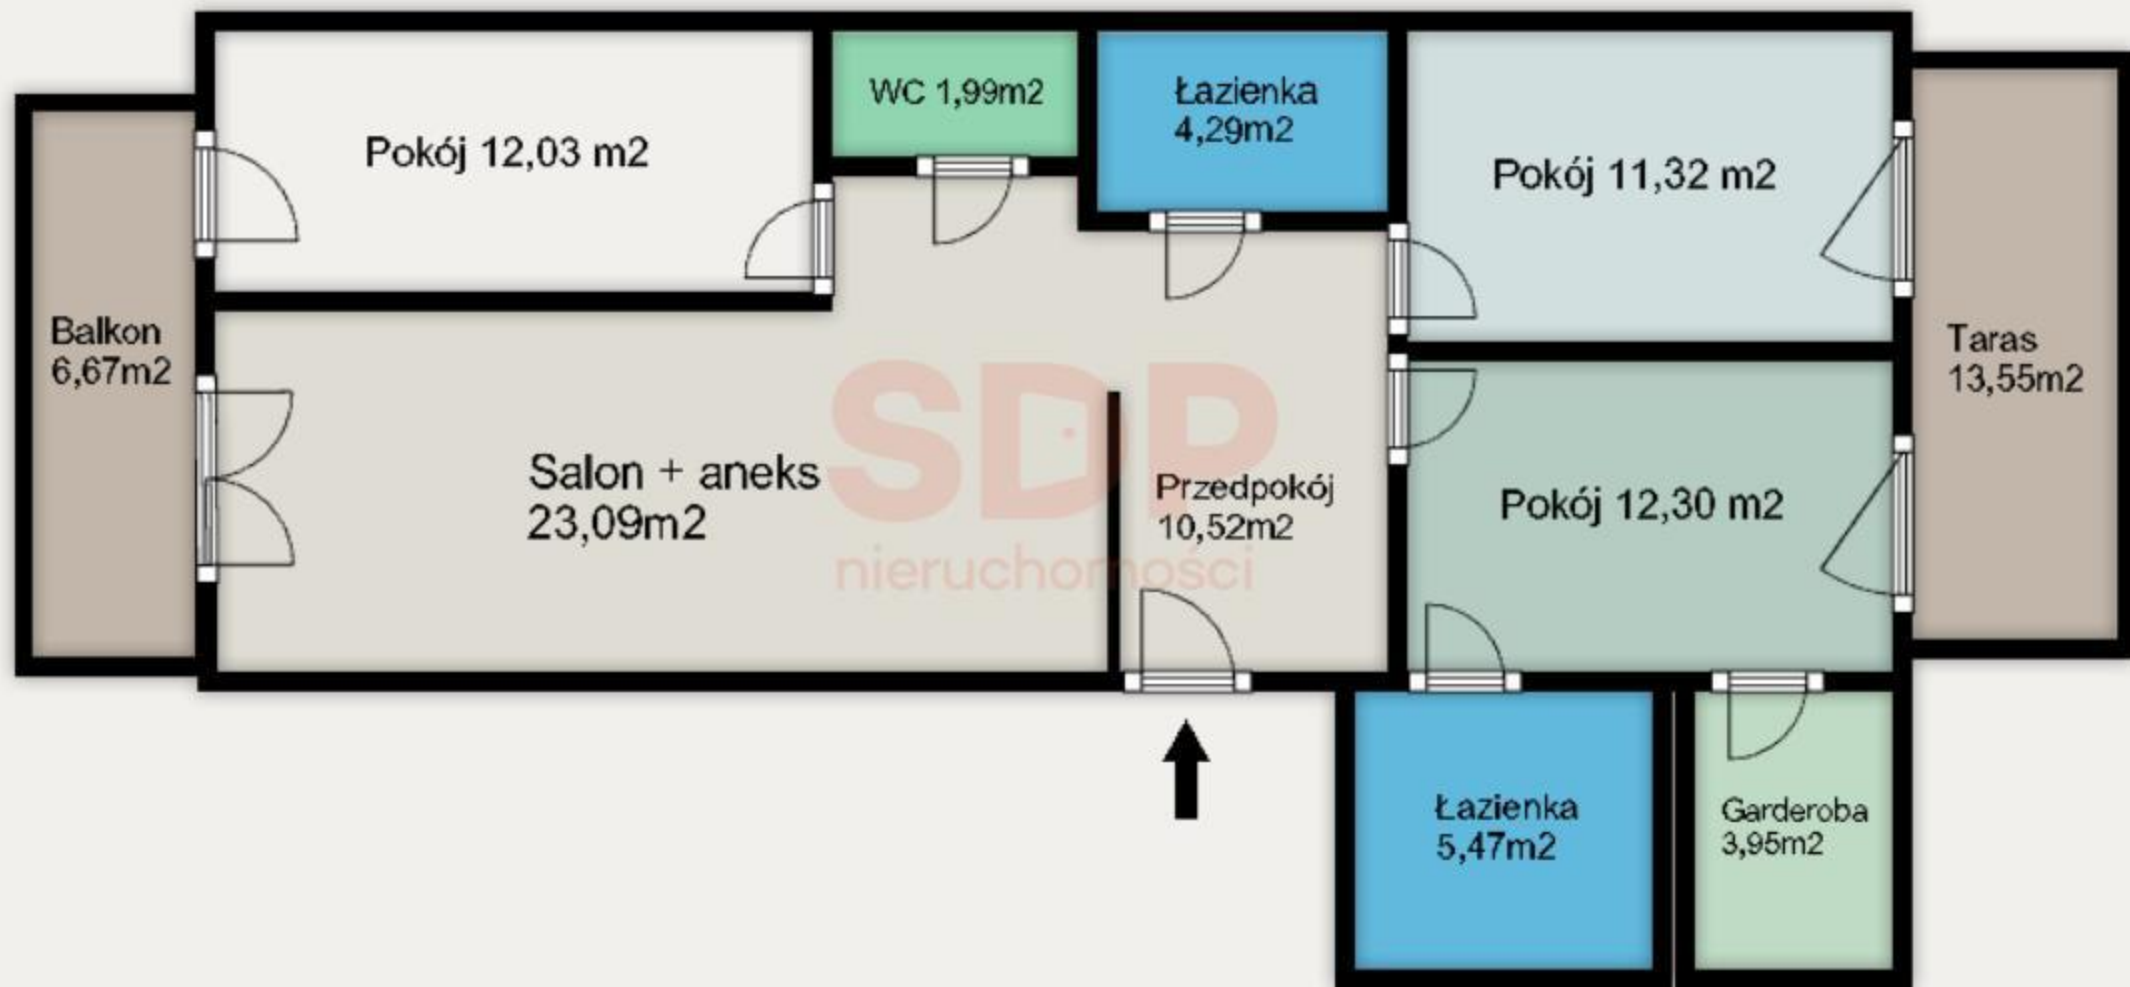 Pokój 12,03 m2
WC 1,99m2
Łazienka
4,29m2
Pokój 11,32 m2
Balkon
6,67m2
Taras
13,55m2
Salon + aneks
23,09m2
SDP
nieruchomości
Przedpokój
10,52m2
Pokój 12,30 m2
Łazienka
5,47m2
Garderoba
3,95m2